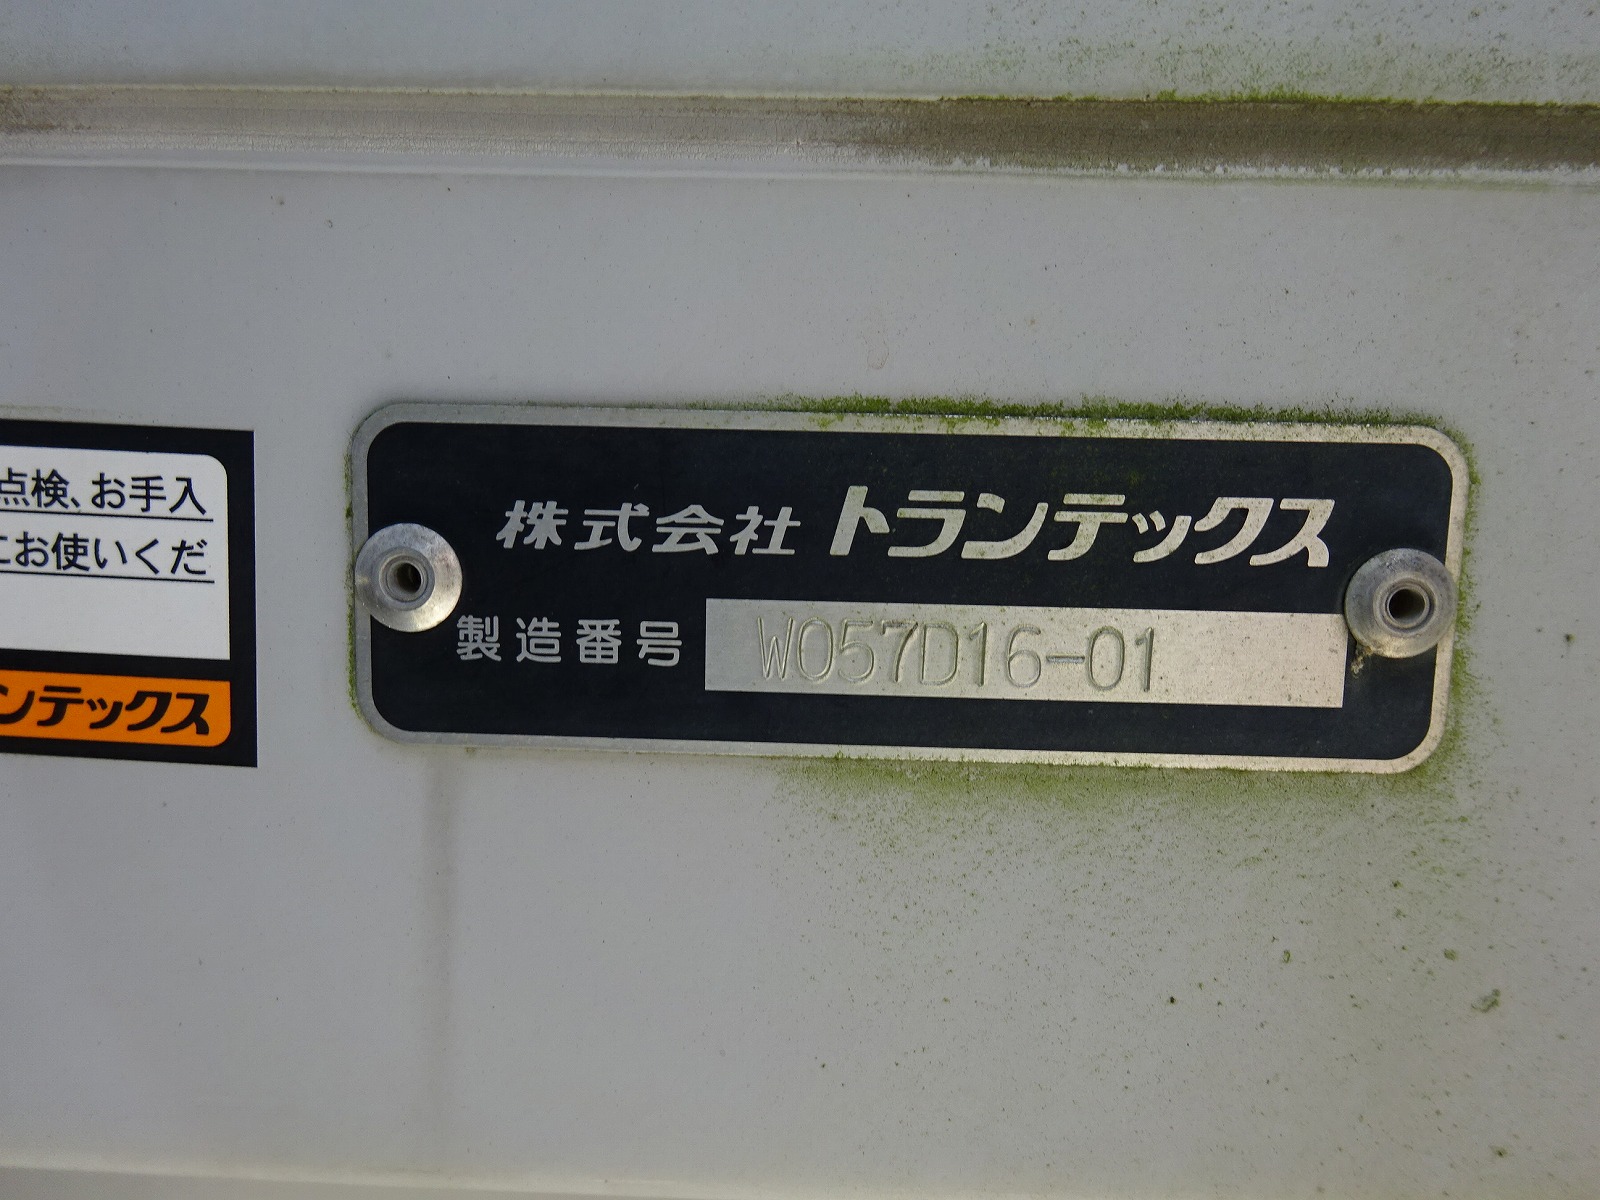 点検、お手入
にお使いくだ
ンテックス
株式会社 トランテックス
製造番号 W057D16-01